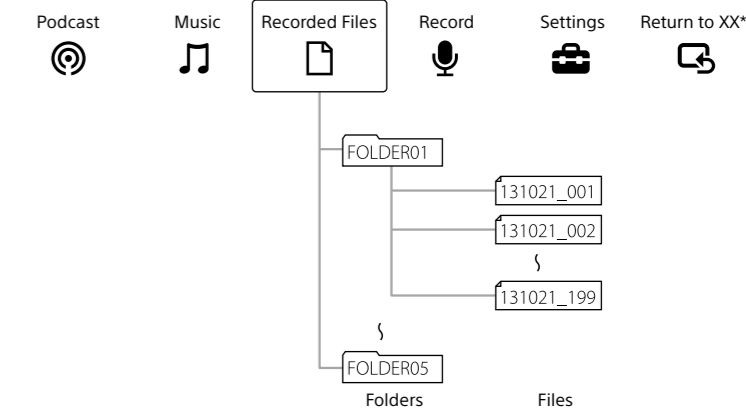 Podcast Music Recorded Files Record Settings Return to XX*
FOLDER01
131021_001
131021_002
131021_199
FOLDER05
Folders Files